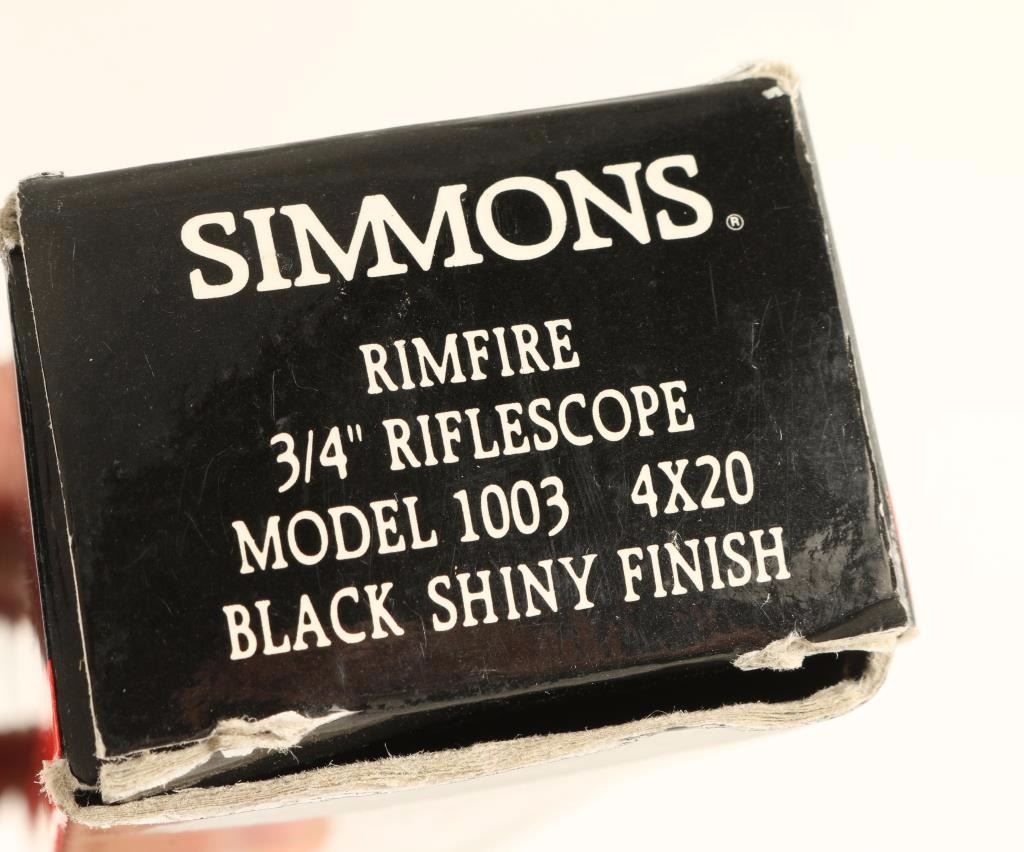 SIMMONS®
RIMFIRE
3/4" RIFLESCOPE
MODEL 1003 4X20
BLACK SHINY FINISH